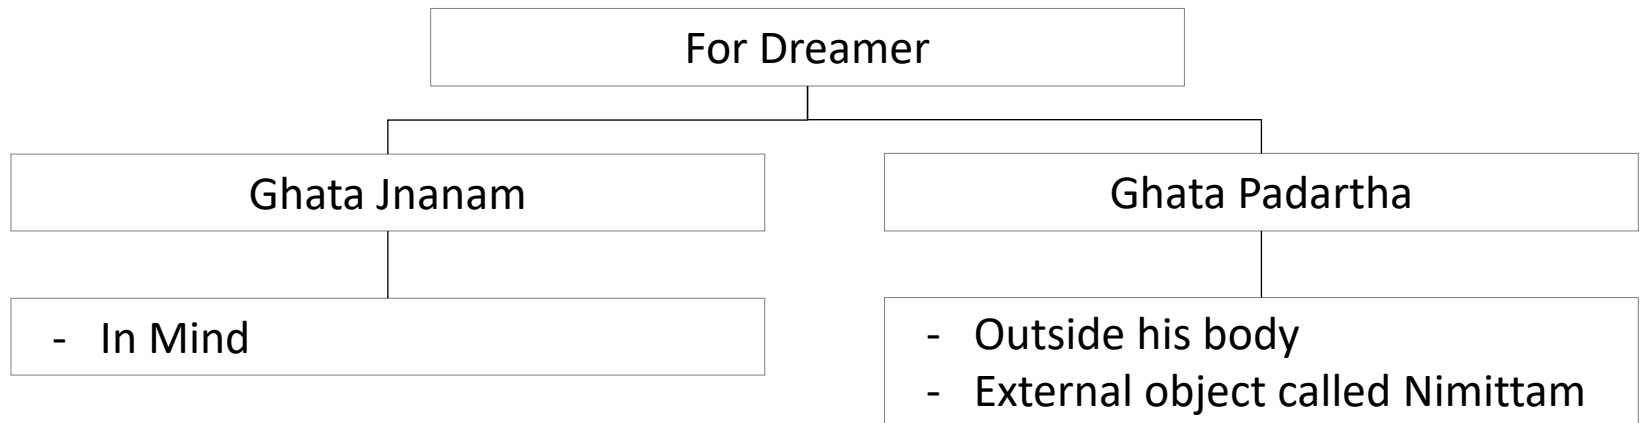 For Dreamer
Ghata Jnanam
Ghata Padartha
- In Mind
- Outside his body
- External object called Nimittam